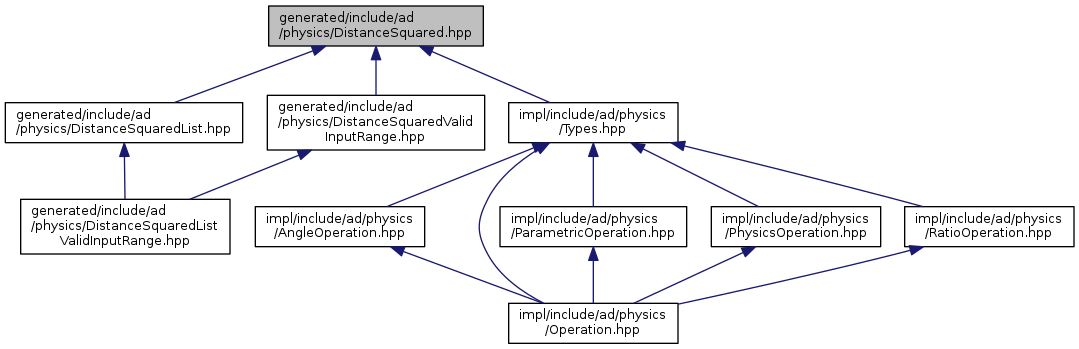 generated/include/ad
/physics/DistanceSquared.hpp
generated/include/ad
/physics/DistanceSquaredList.hpp
generated/include/ad
/physics/DistanceSquaredValid
InputRange.hpp
impl/include/ad/physics
/Types.hpp
generated/include/ad
/physics/DistanceSquaredList
ValidInputRange.hpp
impl/include/ad/physics
/AngleOperation.hpp
impl/include/ad/physics
/ParametricOperation.hpp
impl/include/ad/physics
/PhysicsOperation.hpp
impl/include/ad/physics
/RatioOperation.hpp
impl/include/ad/physics
/Operation.hpp